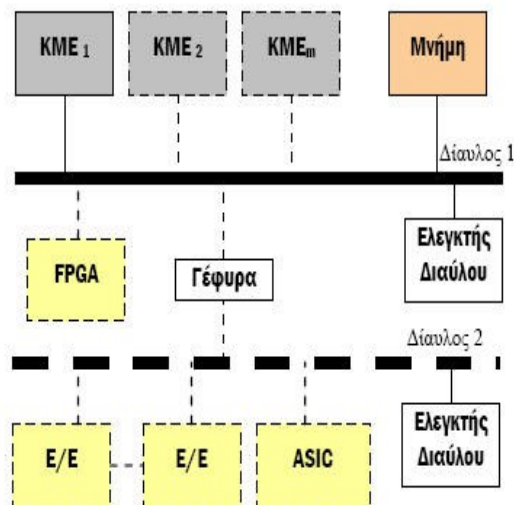 ΚΜΕ 1
ΚΜΕ 2
ΚΜΕm
Μνήμη
Δίαυλος 1
FPGA
Γέφυρα
Ελεγκτής
Διαύλου
Δίαυλος 2
Ε/Ε
Ε/Ε
ASIC
Ελεγκτής
Διαύλου